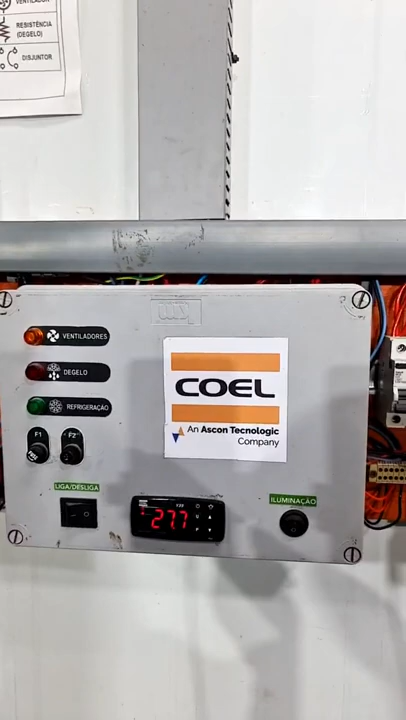 VENTILADOR
RESISTÊNCIA
(DEGELO)
DISJUNTOR
VENTILADORES
DEGELO
REFRIGERAÇÃO
F1
F2
COEL
An Ascon Tecnologic
Company
LIGA/DESLIGA
27.7
ILUMINAÇÃO